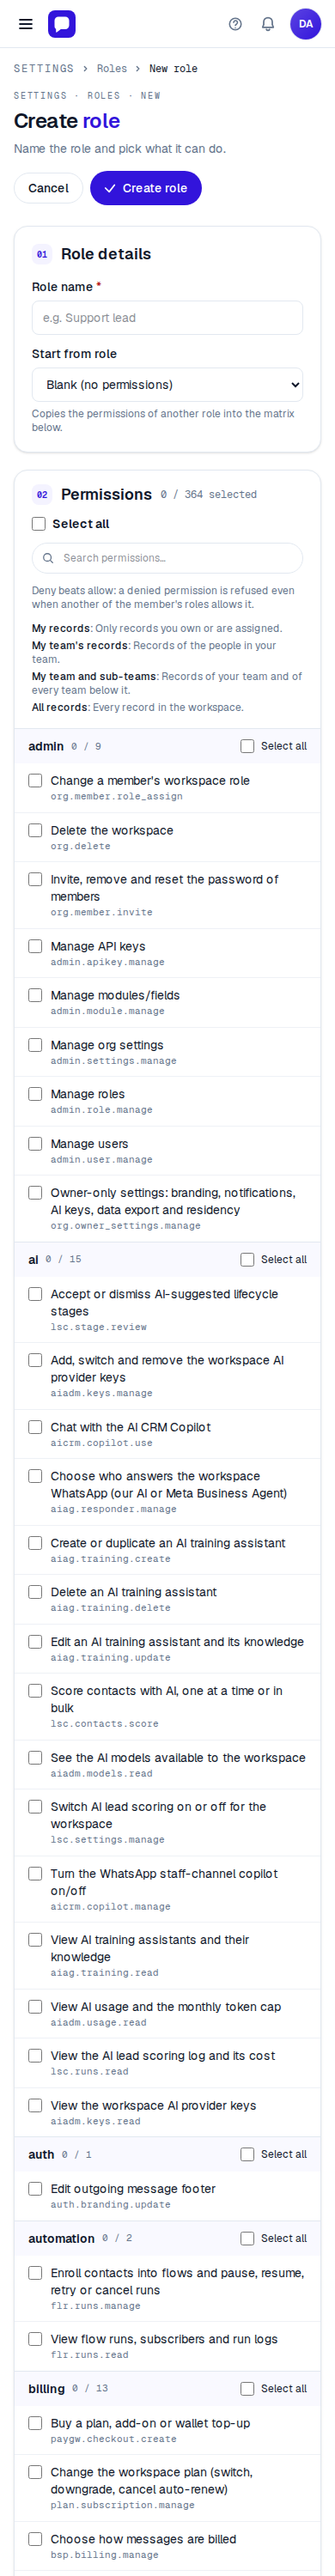 DA
SETTINGS > Roles > New role
SETTINGS · ROLES · NEW
Create role
Name the role and pick what it can do.
Cancel
Create role
01 Role details
Role name *
e.g. Support lead
Start from role
Blank (no permissions)
Copies the permissions of another role into the matrix
below.
02 Permissions 0 / 364 selected
Select all
Search permissions…
Deny beats allow: a denied permission is refused even
when another of the member's roles allows it.
My records: Only records you own or are assigned.
My team's records: Records of the people in your
team.
My team and sub-teams: Records of your team and of
every team below it.
All records: Every record in the workspace.
admin 0 / 9 Select all
Change a member's workspace role
org.member.role_assign
Delete the workspace
org.delete
Invite, remove and reset the password of
members
org.member.invite
Manage API keys
admin.apikey.manage
Manage modules/fields
admin.module.manage
Manage org settings
admin.settings.manage
Manage roles
admin.role.manage
Manage users
admin.user.manage
Owner-only settings: branding, notifications,
AI keys, data export and residency
org.owner_settings.manage
ai 0 / 15 Select all
Accept or dismiss AI-suggested lifecycle
stages
lsc.stage.review
Add, switch and remove the workspace AI
provider keys
aiadm.keys.manage
Chat with the AI CRM Copilot
aicrm.copilot.use
Choose who answers the workspace
WhatsApp (our AI or Meta Business Agent)
aiag.responder.manage
Create or duplicate an AI training assistant
aiag.training.create
Delete an AI training assistant
aiag.training.delete
Edit an AI training assistant and its knowledge
aiag.training.update
Score contacts with AI, one at a time or in
bulk
lsc.contacts.score
See the AI models available to the workspace
aiadm.models.read
Switch AI lead scoring on or off for the
workspace
lsc.settings.manage
Turn the WhatsApp staff-channel copilot
on/off
aicrm.copilot.manage
View AI training assistants and their
knowledge
aiag.training.read
View AI usage and the monthly token cap
aiadm.usage.read
View the AI lead scoring log and its cost
lsc.runs.read
View the workspace AI provider keys
aiadm.keys.read
auth 0 / 1 Select all
Edit outgoing message footer
auth.branding.update
automation 0 / 2 Select all
Enroll contacts into flows and pause, resume,
retry or cancel runs
flr.runs.manage
View flow runs, subscribers and run logs
flr.runs.read
billing 0 / 13 Select all
Buy a plan, add-on or wallet top-up
paygw.checkout.create
Change the workspace plan (switch,
downgrade, cancel auto-renew)
plan.subscription.manage
Choose how messages are billed
bsp.billing.manage